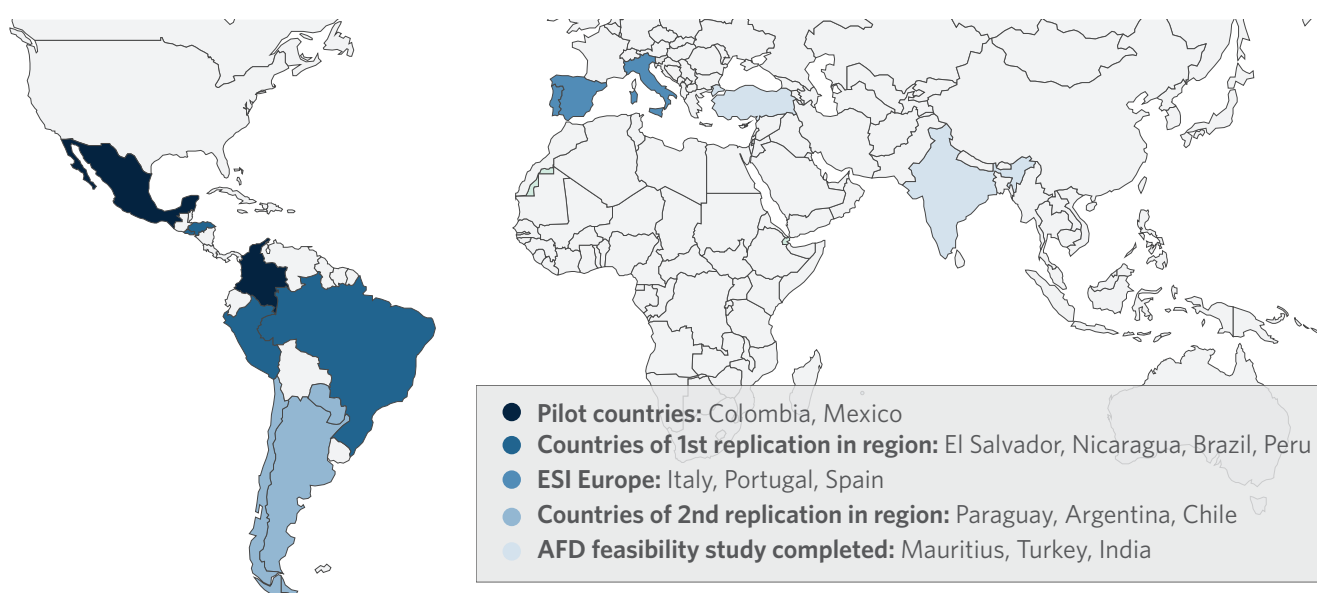 Pilot countries: Colombia, Mexico
Countries of 1st replication in region: El Salvador, Nicaragua, Brazil, Peru
ESI Europe: Italy, Portugal, Spain
Countries of 2nd replication in region: Paraguay, Argentina, Chile
AFD feasibility study completed: Mauritius, Turkey, India